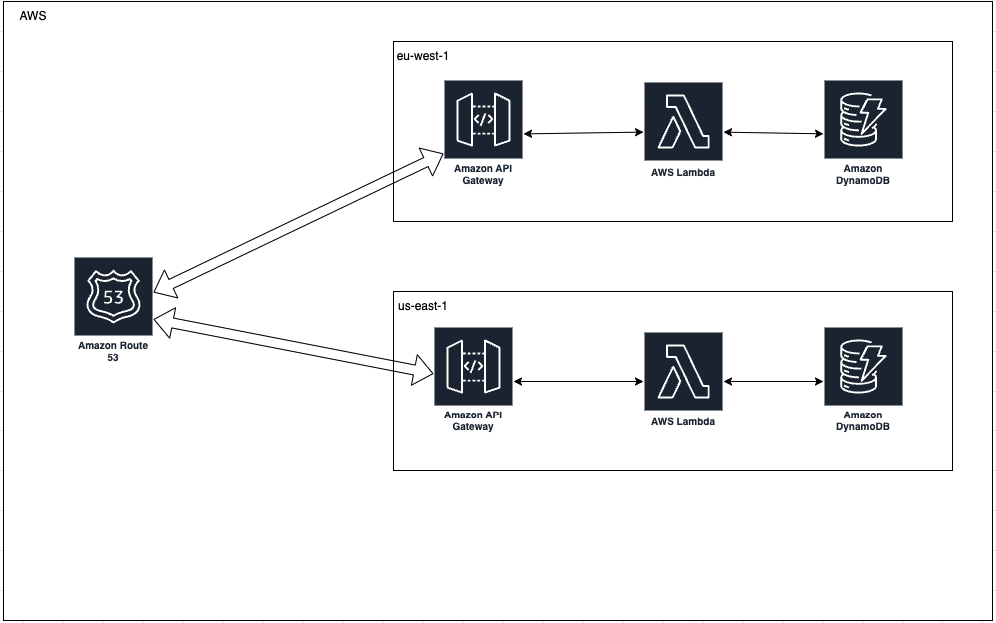 AWS
eu-west-1
</>
Amazon API
Gateway
AWS Lambda
Amazon
DynamoDB
53
Amazon Route
53
us-east-1
</>
Amazon API
Gateway
AWS Lambda
Amazon
DynamoDB